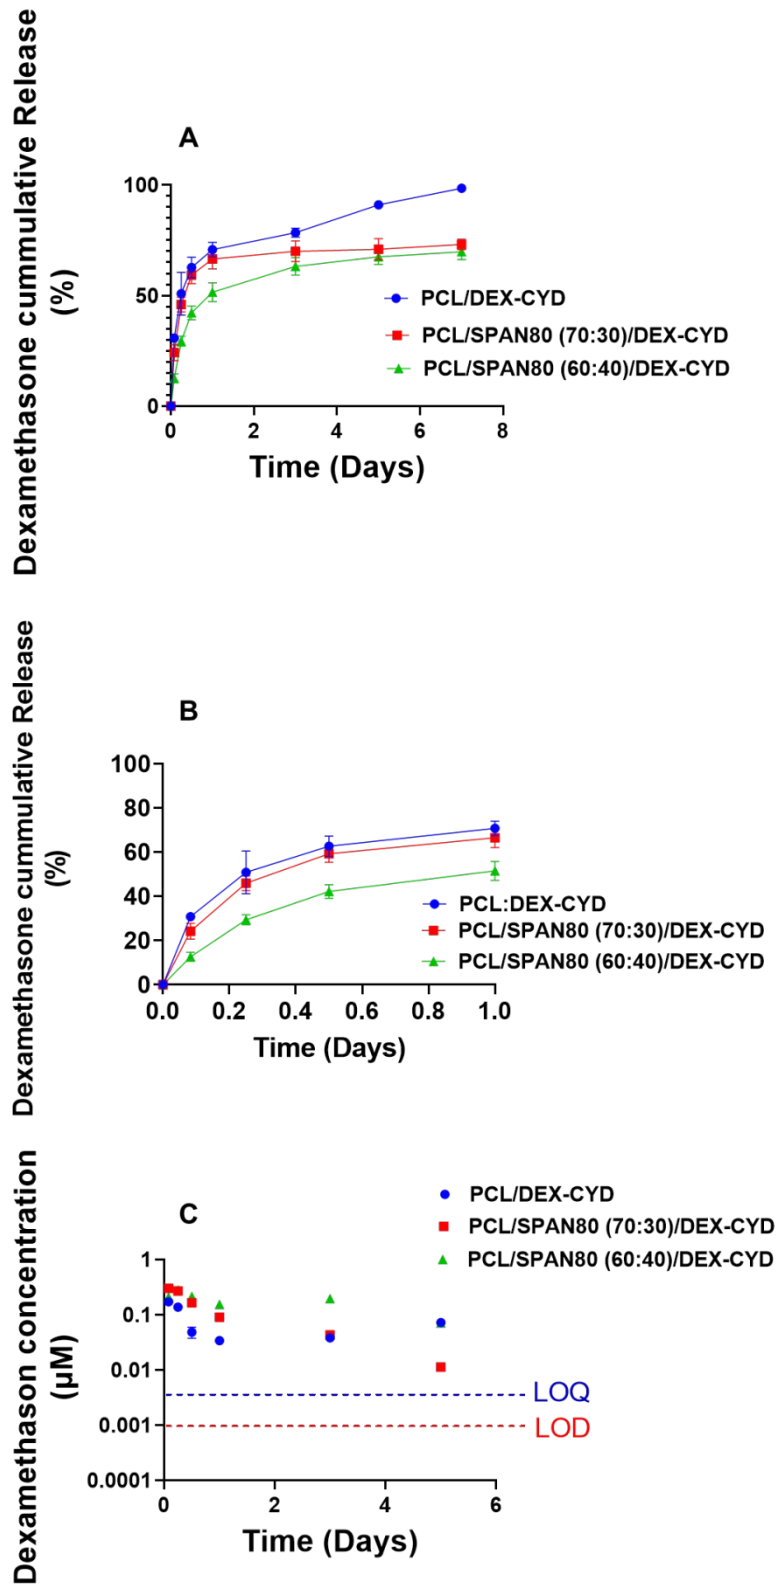 Dexamethasone cummulative Release
(%)
A
100
50
0
0
2
4
6
8
Time (Days)
PCL/DEX-CYD
PCL/SPAN80 (70:30)/DEX-CYD
PCL/SPAN80 (60:40)/DEX-CYD
Dexamethasone cummulative Release
(%)
B
100
80
60
40
20
0
0.0
0.2
0.4
0.6
0.8
1.0
Time (Days)
PCL:DEX-CYD
PCL/SPAN80 (70:30)/DEX-CYD
PCL/SPAN80 (60:40)/DEX-CYD
Dexamethason concentration
(µM)
C
PCL/DEX-CYD
PCL/SPAN80 (70:30)/DEX-CYD
PCL/SPAN80 (60:40)/DEX-CYD
1
0.1
0.01
0.001
0.0001
LOQ
LOD
0
2
4
6
Time (Days)